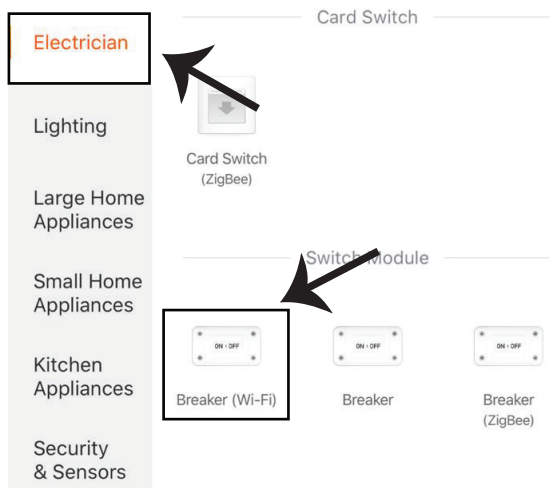 Electrician
Lighting
Large Home
Appliances
Small Home
Appliances
Kitchen
Appliances
Security
& Sensors
Card Switch
Card Switch
(ZigBee)
Switch Module
ON OFF
Breaker (Wi-Fi)
ON OFF
Breaker
ON OFF
Breaker
(ZigBee)